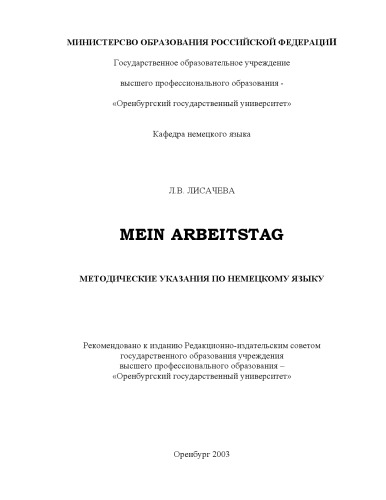 МИНИСТЕРСВО ОБРАЗОВАНИЯ РОССИЙСКОЙ ФЕДЕРАЦИИ
Государственное образовательное учреждение
высшего профессионального образования -
«Оренбургский государственный университет»
Кафедра немецкого языка
Л.В. ЛИСАЧЕВА
MEIN ARBEITSTAG
МЕТОДИЧЕСКИЕ УКАЗАНИЯ ПО НЕМЕЦКОМУ ЯЗЫКУ
Рекомендовано к изданию Редакционно-издательским советом
государственного образования учреждения
высшего профессионального образования –
«Оренбургский государственный университет»
Оренбург 2003